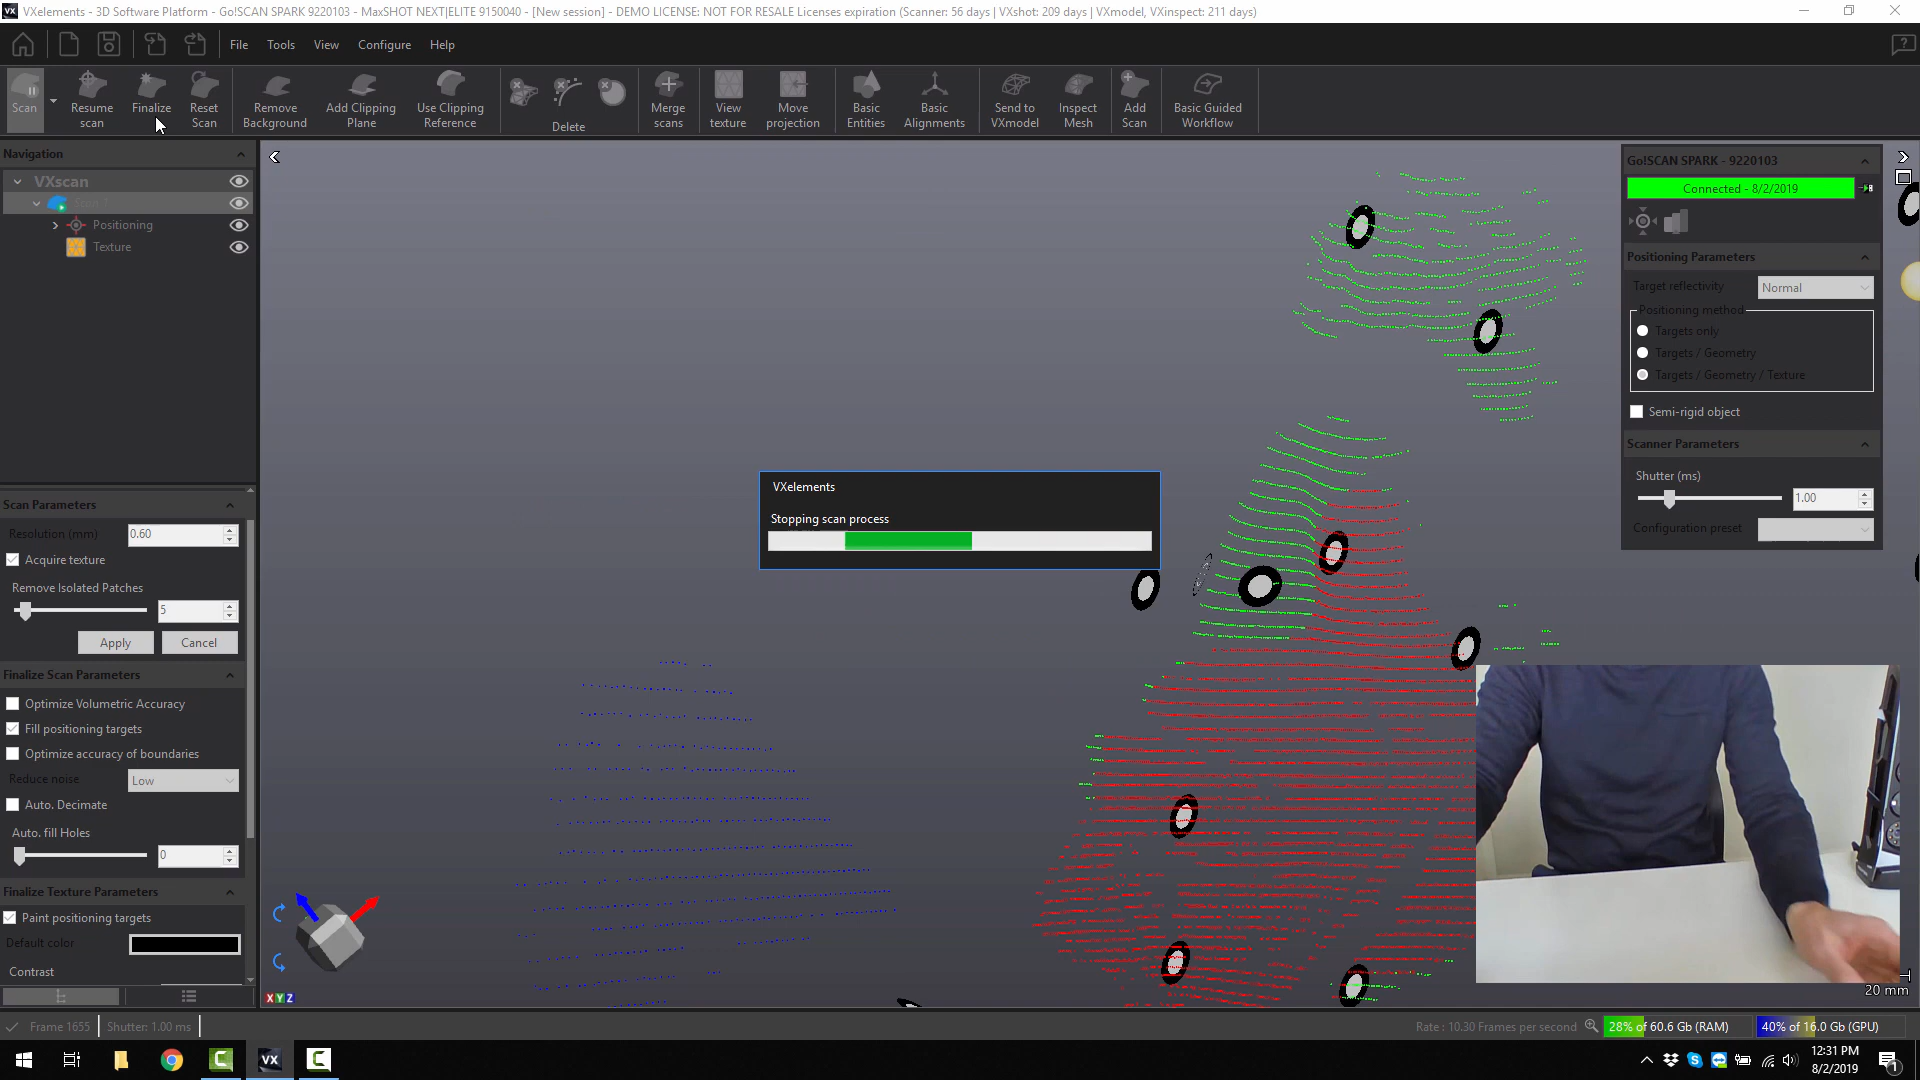 VXelements - 3D Software Platform - Go!SCAN SPARK 9220103 - MaxSHOT NEXT|ELITE 9150040 - [New session] - DEMO LICENSE: NOT FOR RESALE Licenses expiration (Scanner: 56 days | VXshot: 209 days | VXmodel, VXinspect: 211 days)
File Tools View Configure Help
Scan
Resume scan
Finalize
Reset Scan
Remove Background
Add Clipping Plane
Use Clipping Reference
Delete
Merge scans
View texture
Move projection
Basic Entities
Basic Alignments
Send to VXmodel
Inspect Mesh
Add Scan
Basic Guided Workflow
Navigation
VXscan
Positioning
Texture
Scan Parameters
Resolution (mm) 0.60
Acquire texture
Remove Isolated Patches
5
Apply Cancel
Finalize Scan Parameters
Optimize Volumetric Accuracy
Fill positioning targets
Optimize accuracy of boundaries
Reduce noise Low
Auto. Decimate
Auto. fill Holes
0
Finalize Texture Parameters
Paint positioning targets
Default color
Contrast
VXelements
Stopping scan process
Go!SCAN SPARK - 9220103
Connected - 8/2/2019
Positioning Parameters
Target reflectivity Normal
Positioning method
Targets only
Targets / Geometry
Targets / Geometry / Texture
Semi-rigid object
Scanner Parameters
Shutter (ms)
1.00
Configuration preset
XYZ
20 mm
Frame 1655 Shutter: 1.00 ms
Rate : 10.30 Frames per second
28% of 60.6 Gb (RAM)
40% of 16.0 Gb (GPU)
12:31 PM
8/2/2019
1